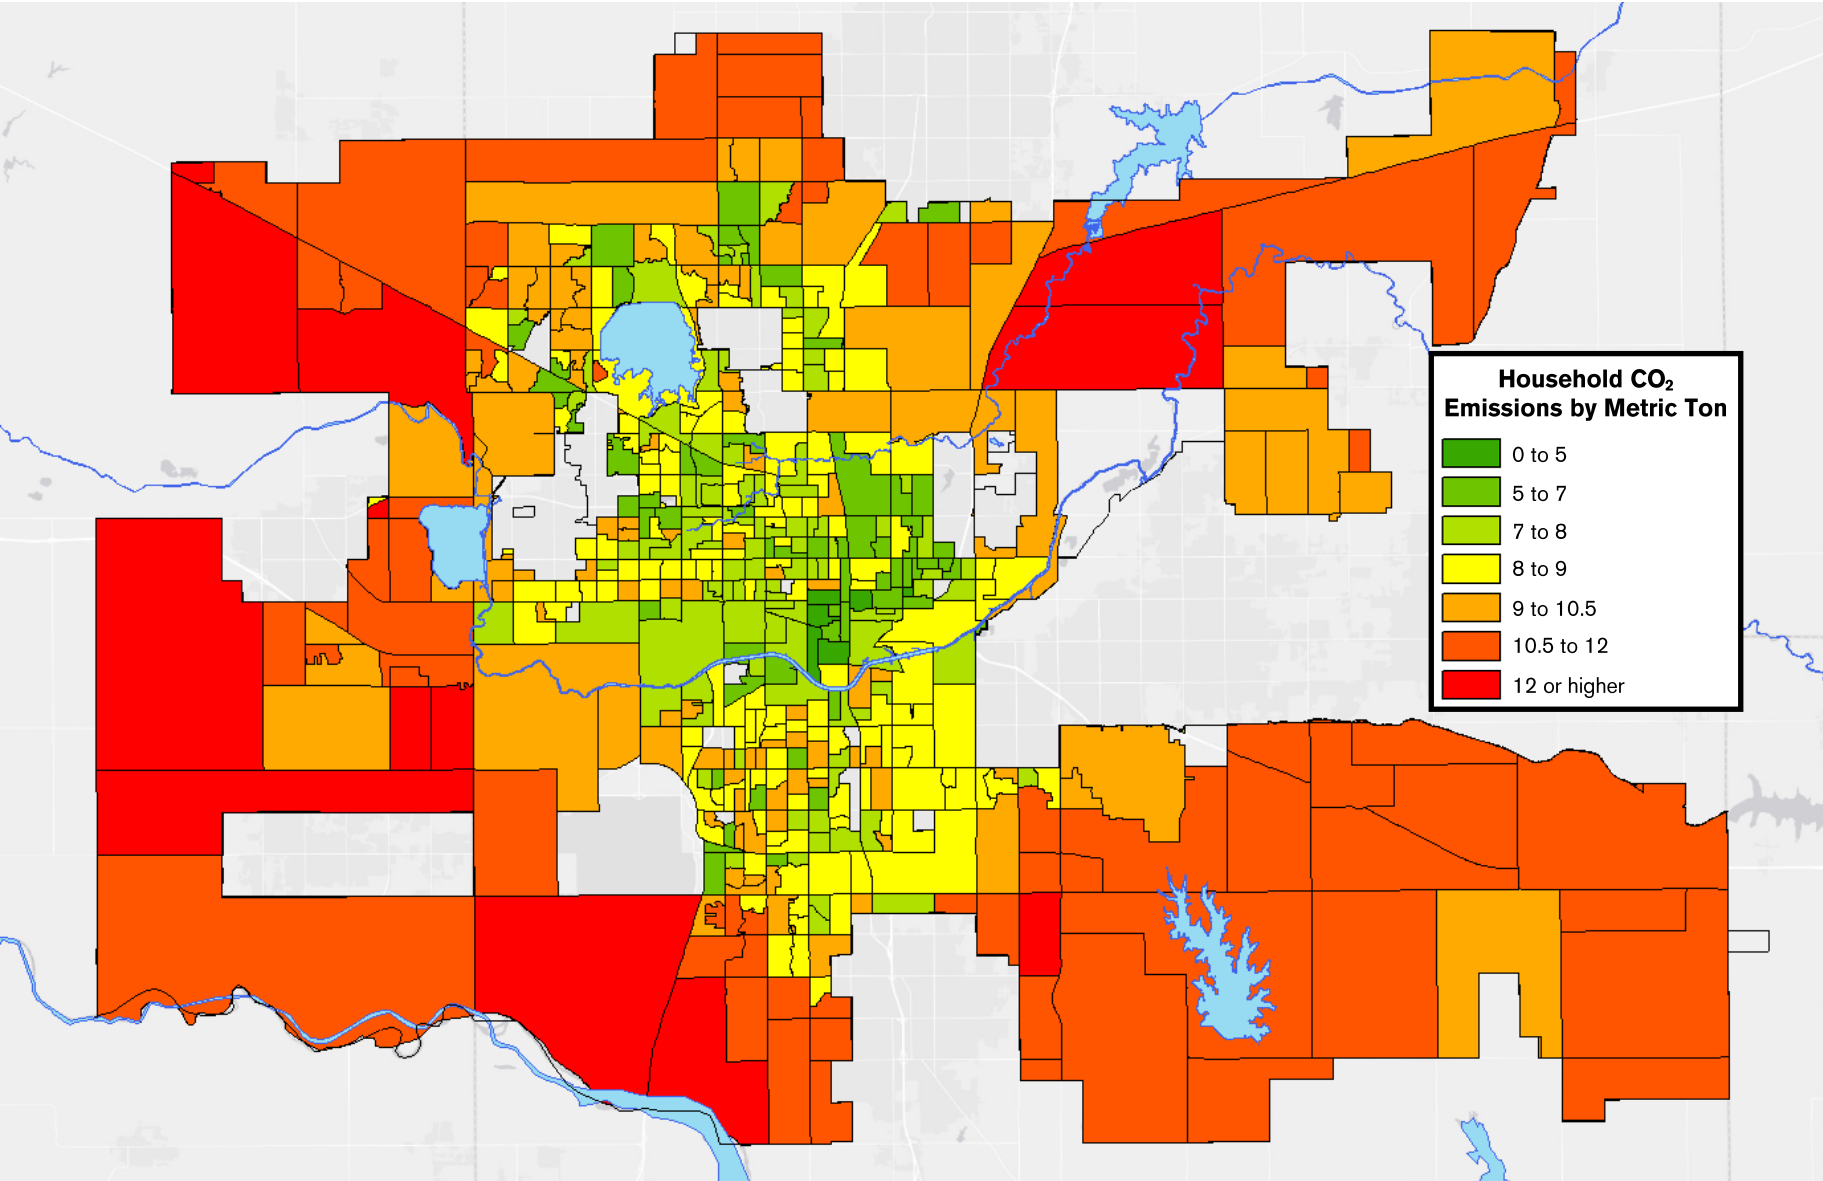 Household CO₂
Emissions by Metric Ton
0 to 5
5 to 7
7 to 8
8 to 9
9 to 10.5
10.5 to 12
12 or higher